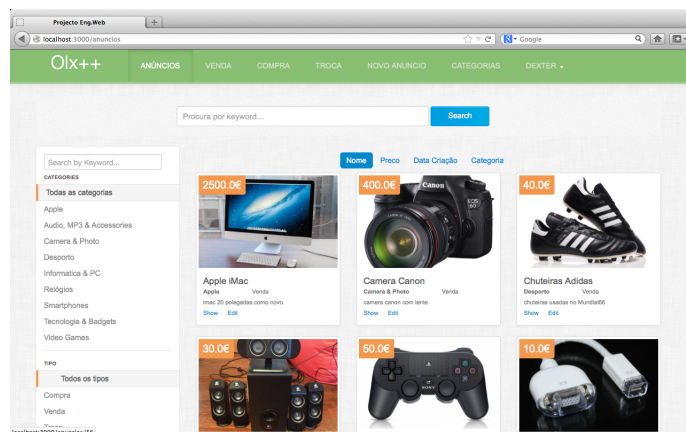 Projecto Eng.Web
localhost:3000/anuncios
Google
Olx++
ANÚNCIOS VENDA COMPRA TROCA NOVO ANUNCIO CATEGORIAS DEXTER
Procura por keyword...
Search
Search by Keyword...
CATEGORIES
Todas as categorias
Apple
Audio, MP3 & Accessories
Camera & Photo
Desporto
Informatica & PC
Relógios
Smartphones
Tecnologia & Badgets
Video Games
TIPO
Todos os tipos
Compra
Venda
Nome Preco Data Criação Categoria
2500.0€
Apple iMac
Apple Venda
imac 20 polegadas.como novo.
Show Edit
400.0€
Canon
EOS
6D
Camera Canon
Camera & Photo Venda
camera canon com lente
Show Edit
40.0€
Chuteiras Adidas
Desporto Venda
chuteiras usadas no Mundial66
Show Edit
30.0€
50.0€
SONY
10.0€